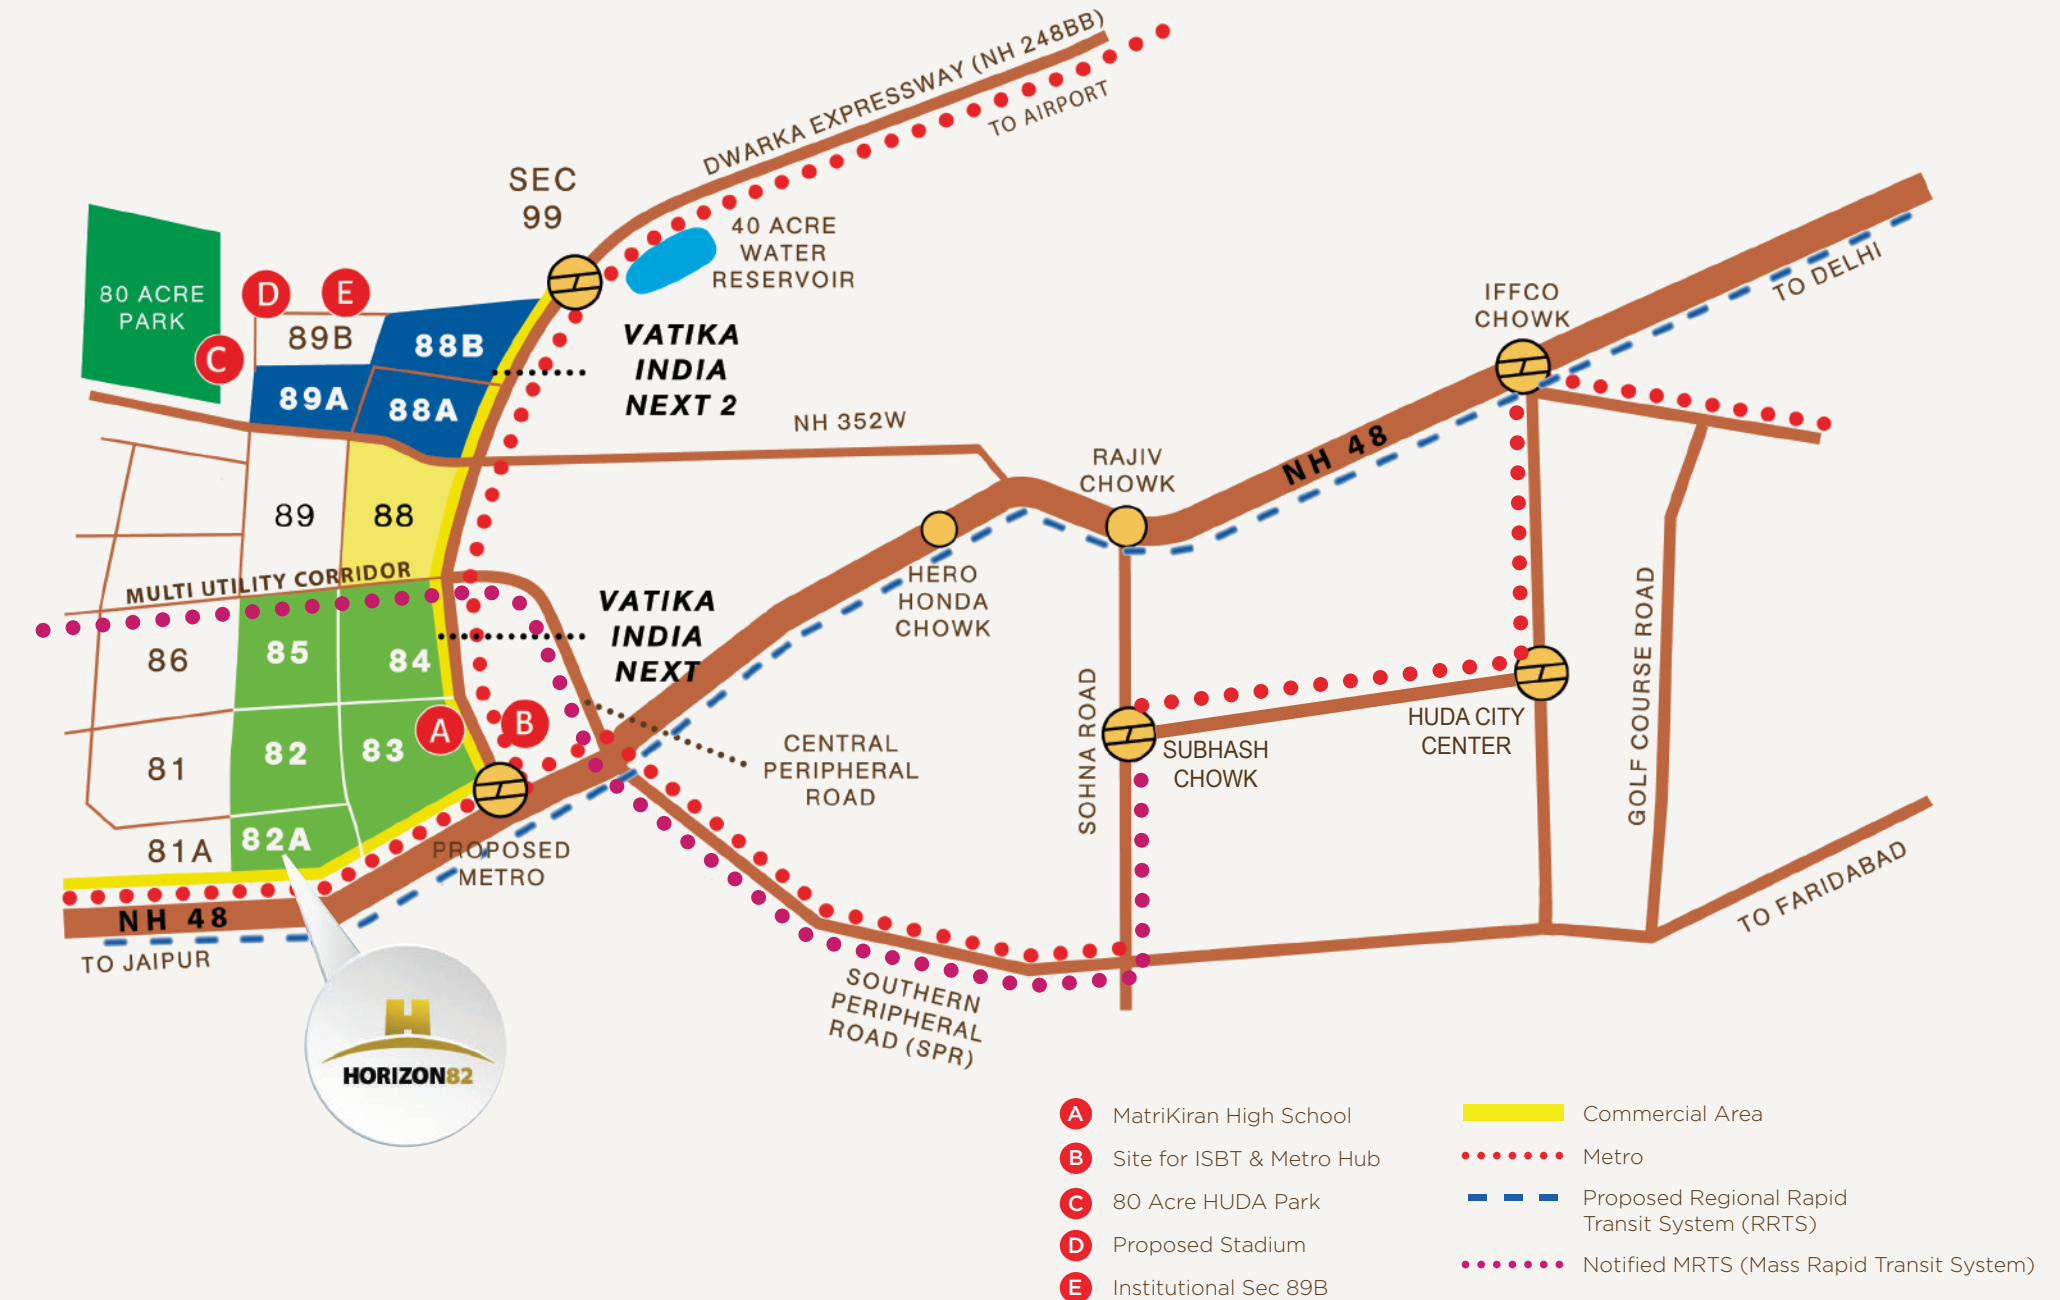 DWARKA EXPRESSWAY (NH 248BB)
TO AIRPORT
SEC
99
40 ACRE
WATER
RESERVOIR
80 ACRE
PARK
D
E
C
89B
88B
89A
88A
VATIKA
INDIA
NEXT 2
NH 352W
IFFCO
CHOWK
TO DELHI
NH 48
RAJIV
CHOWK
89
88
MULTI UTILITY CORRIDOR
HERO
HONDA
CHOWK
VATIKA
INDIA
NEXT
86
85
84
A
B
81
82
83
81A
82A
CENTRAL
PERIPHERAL
ROAD
SOHNA ROAD
SUBHASH
CHOWK
HUDA CITY
CENTER
GOLF COURSE ROAD
TO FARIDABAD
PROPOSED
METRO
NH 48
TO JAIPUR
SOUTHERN
PERIPHERAL
ROAD (SPR)
H
HORIZON82
A MatriKiran High School
B Site for ISBT & Metro Hub
C 80 Acre HUDA Park
D Proposed Stadium
E Institutional Sec 89B
Commercial Area
Metro
Proposed Regional Rapid
Transit System (RRTS)
Notified MRTS (Mass Rapid Transit System)